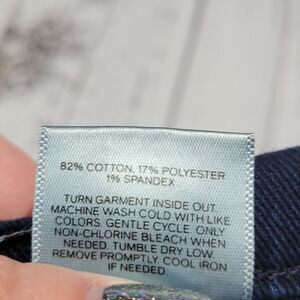 82% COTTON, 17% POLYESTER
1% SPANDEX
TURN GARMENT INSIDE OUT.
MACHINE WASH COLD WITH LIKE
COLORS. GENTLE CYCLE. ONLY
NON-CHLORINE BLEACH WHEN
NEEDED. TUMBLE DRY LOW.
REMOVE PROMPTLY. COOL IRON
IF NEEDED.